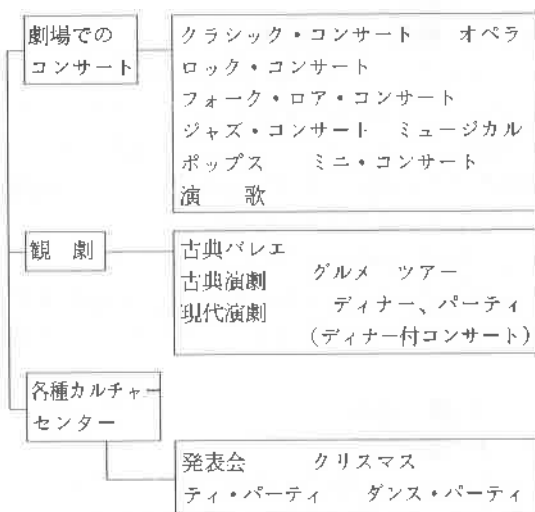 劇場での
コンサート
クラシック・コンサート オペラ
ロック・コンサート
フォーク・ロア・コンサート
ジャズ・コンサート ミュージカル
ポップス ミニ・コンサート
演 歌
観 劇
古典バレエ
古典演劇 グルメ ツアー
現代演劇 ディナー、パーティ
(ディナー付コンサート)
各種カルチャー
センター
発表会 クリスマス
ティ・パーティ ダンス・パーティ